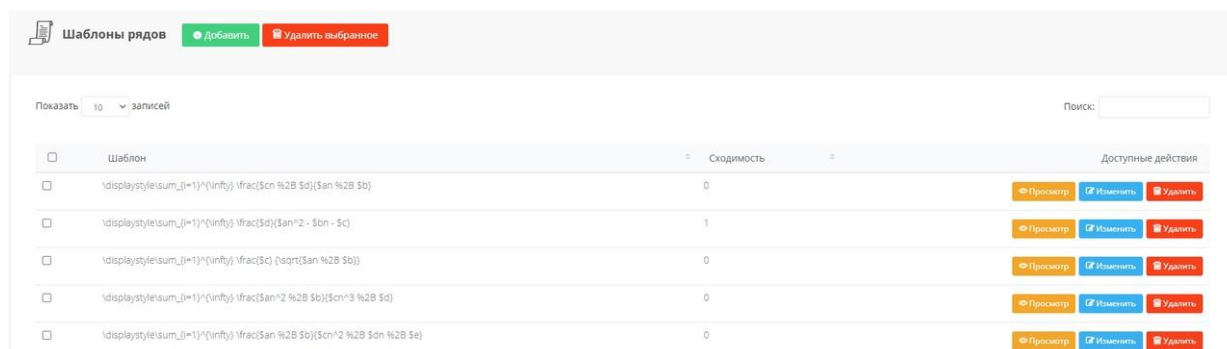 Шаблоны рядов Добавить Удалить выбранное
Показать 10 записей Поиск:
Шаблон Сходимость Доступные действия
\displaystyle\sum_{i=1}^{\infty} \frac{$cn %2B $d}{$an %2B $b} 0 Просмотр Изменить Удалить
\displaystyle\sum_{i=1}^{\infty} \frac{$d}{$an^2 - $bn - $c} 1 Просмотр Изменить Удалить
\displaystyle\sum_{i=1}^{\infty} \frac{$c} {\sqrt{$an %2B $b}} 0 Просмотр Изменить Удалить
\displaystyle\sum_{i=1}^{\infty} \frac{$an^2 %2B $b}{$cn^3 %2B $d} 0 Просмотр Изменить Удалить
\displaystyle\sum_{i=1}^{\infty} \frac{$an %2B $b}{$cn^2 %2B $dn %2B $e} 0 Просмотр Изменить Удалить